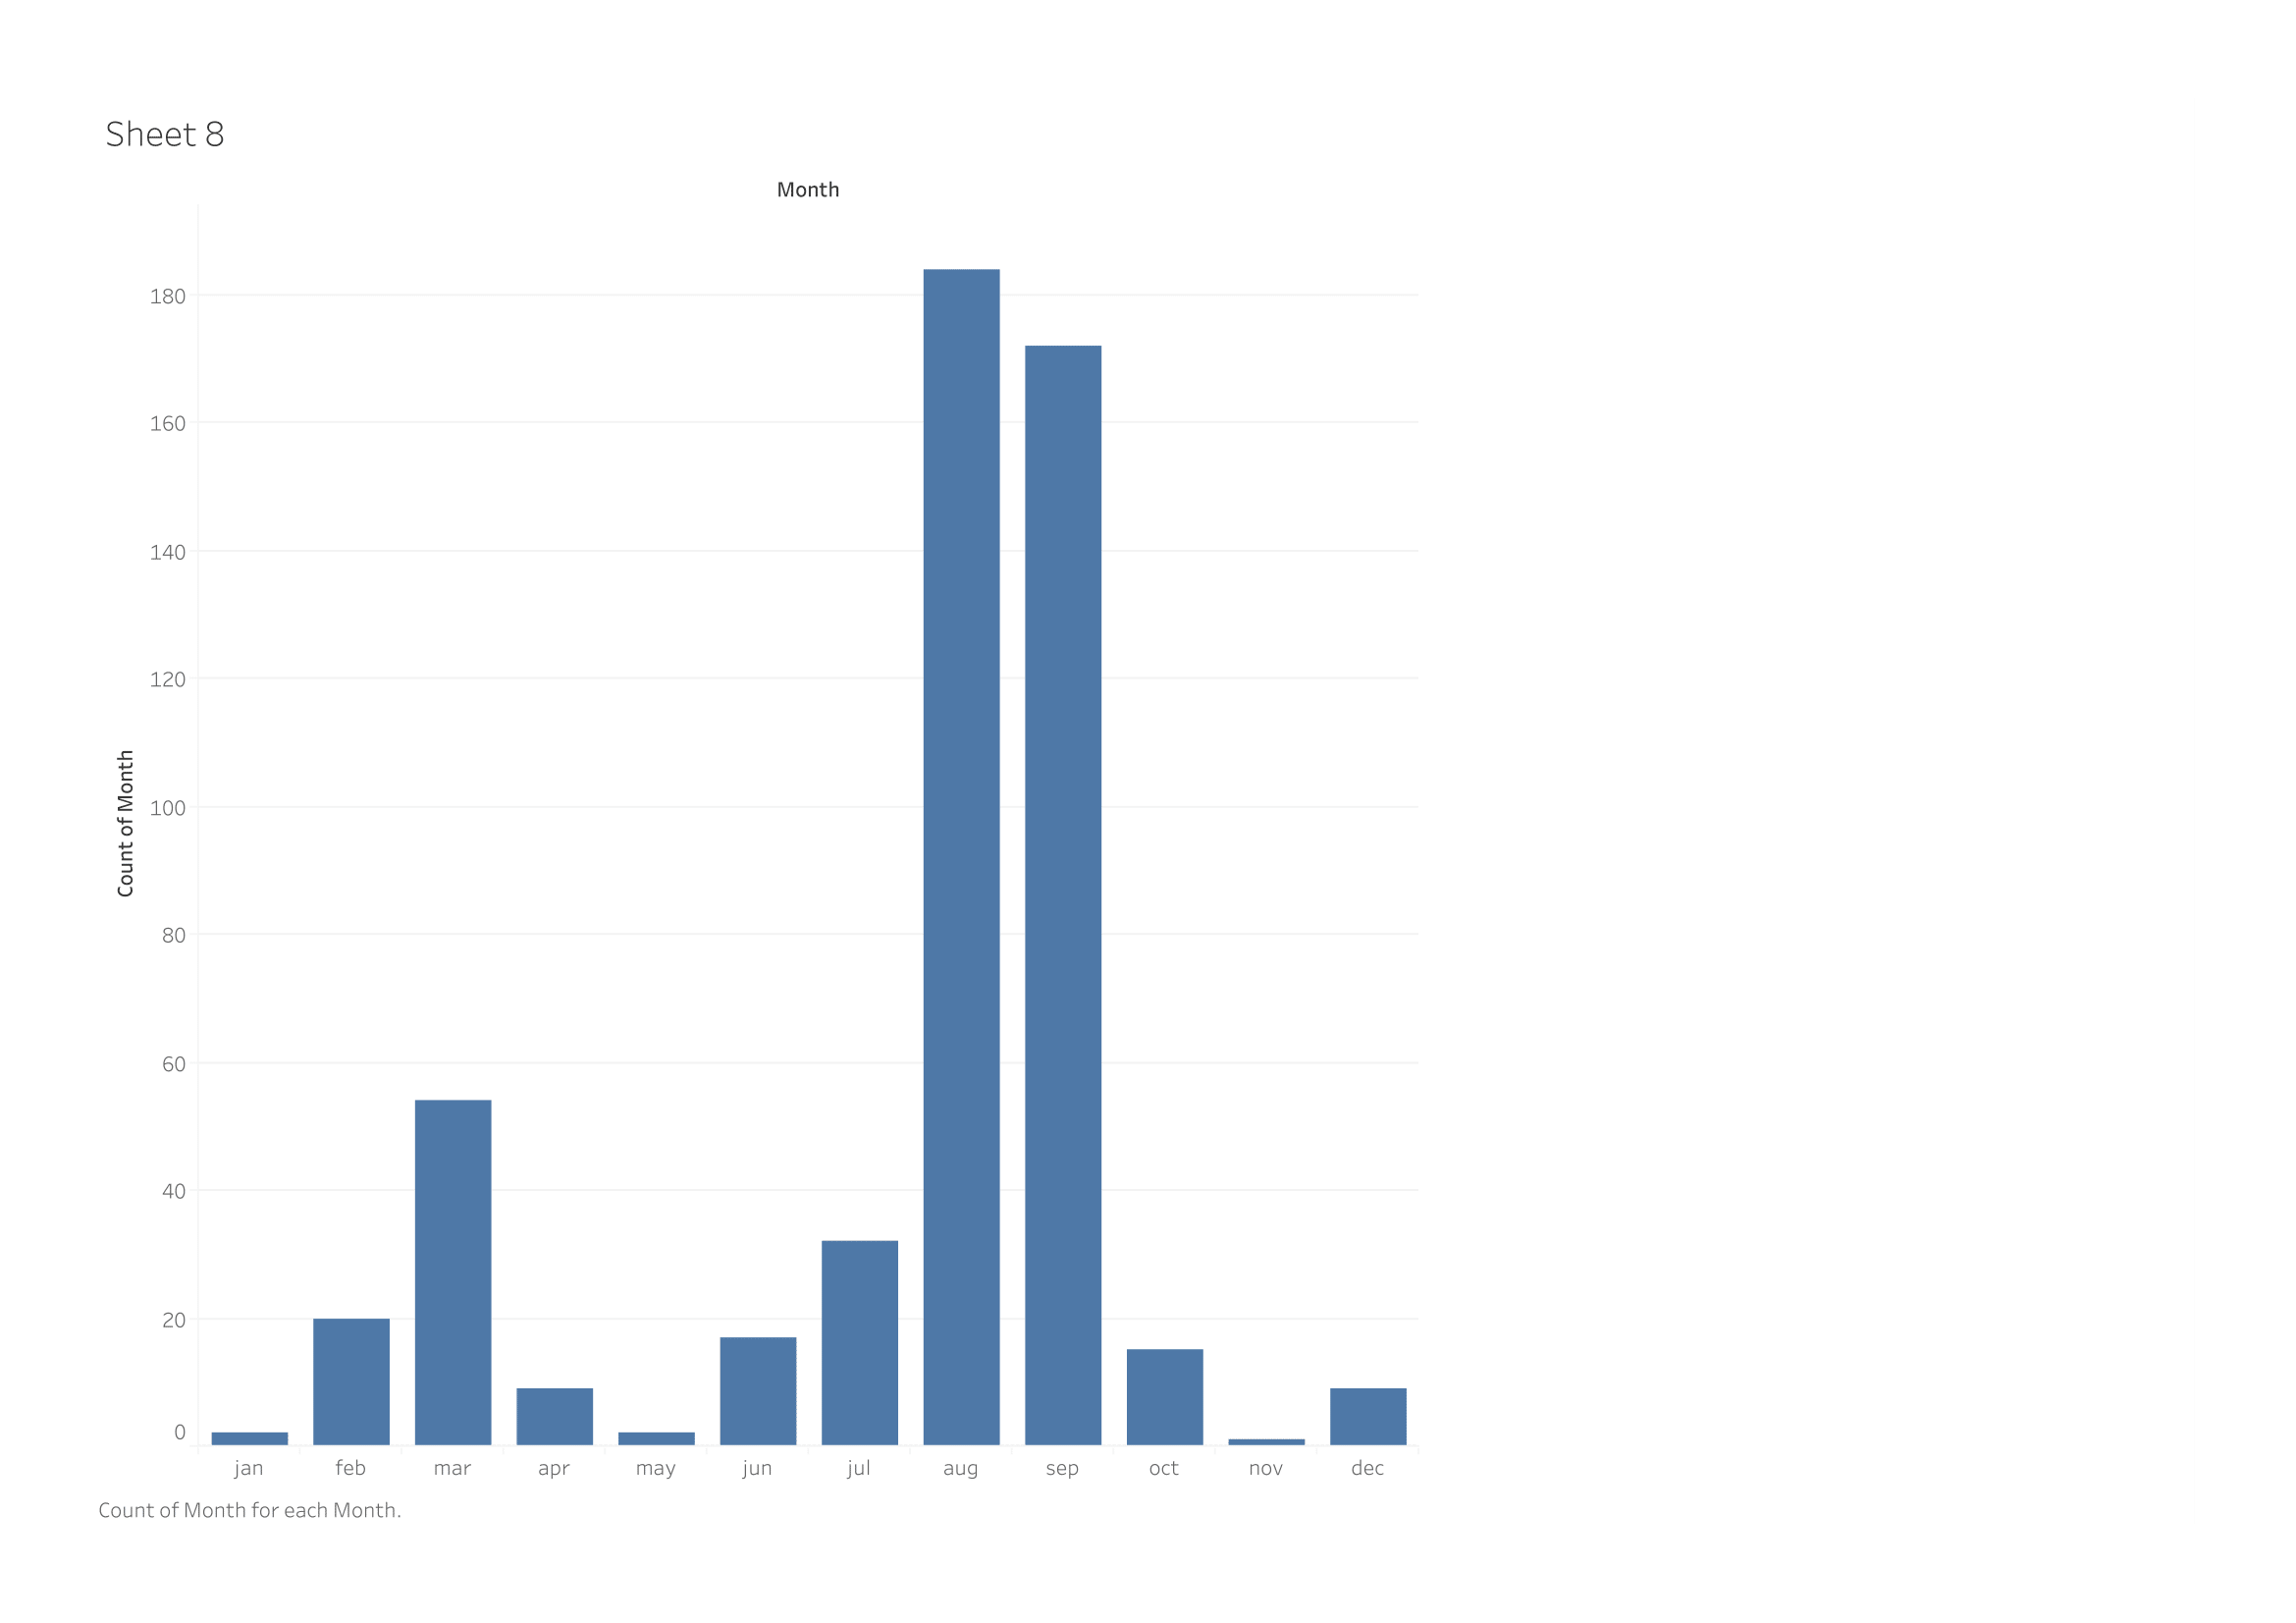 Sheet 8
Month
180
160
140
120
100
80
60
40
20
0
Count of Month
jan feb mar apr may jun jul aug sep oct nov dec
Count of Month for each Month.